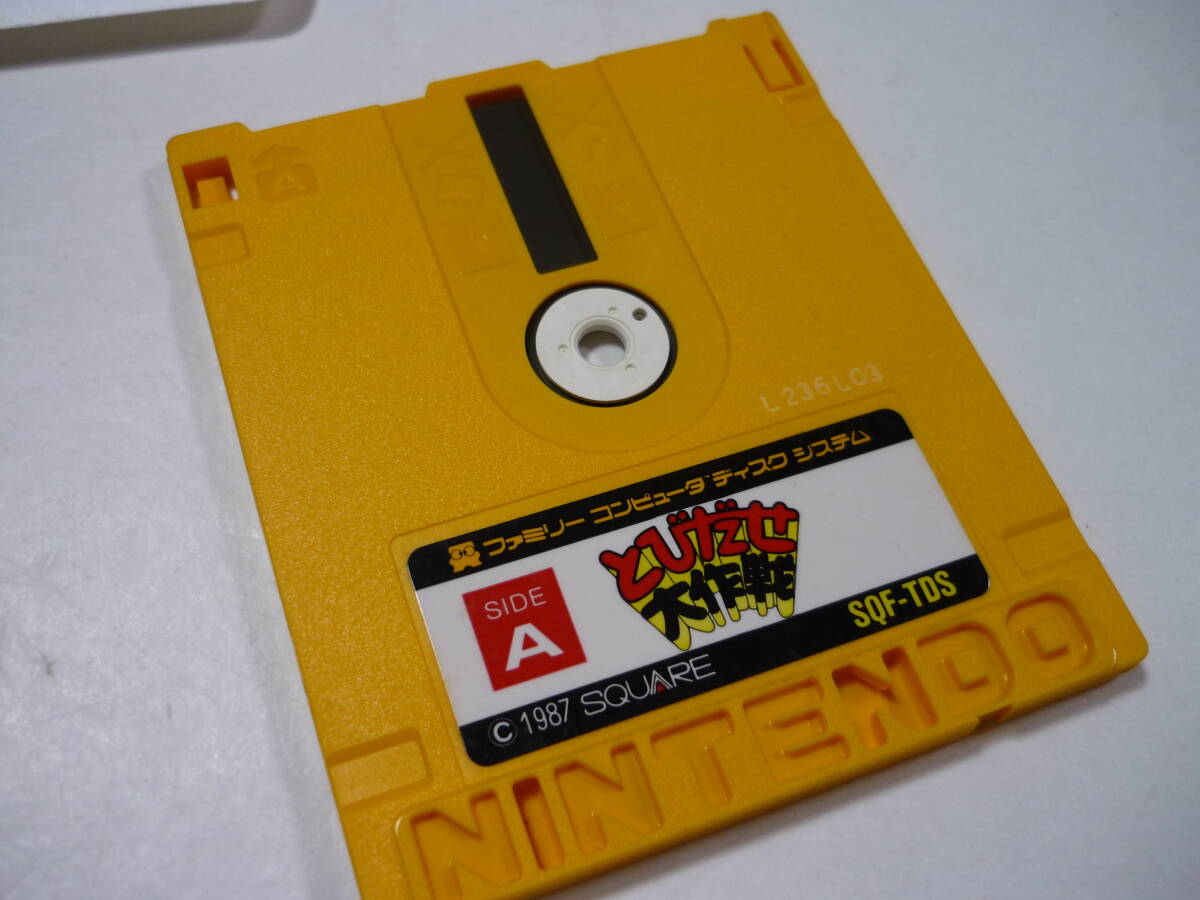 A
L236L03
ファミリー コンピュータ ディスク システム
SIDE
A
とびだせ
大作戦
SQF-TDS
© 1987 SQUARE
NINTENDO